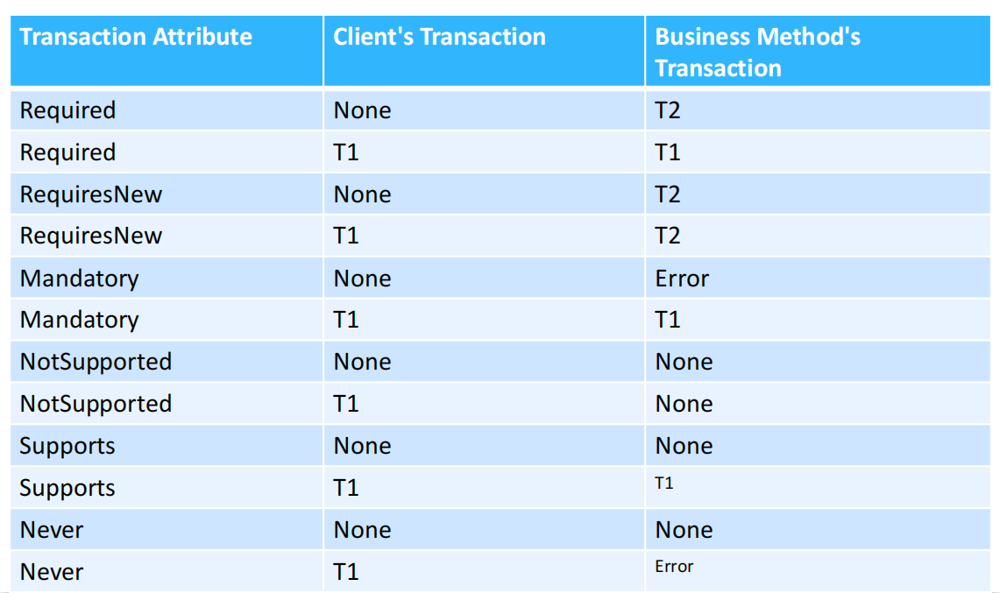 Transaction Attribute Client's Transaction Business Method's
Transaction
Required None T2
Required T1 T1
RequiresNew None T2
RequiresNew T1 T2
Mandatory None Error
Mandatory T1 T1
NotSupported None None
NotSupported T1 None
Supports None None
Supports T1 T1
Never None None
Never T1 Error